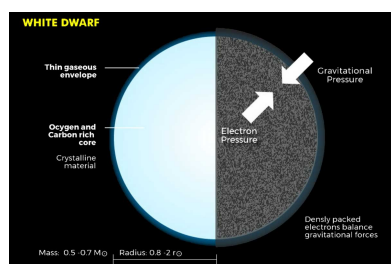 WHITE DWARF
Thin gaseous
envelope
Ocygen and
Carbon rich
core
Crystalline
material
Gravitational
Pressure
Electron
Pressure
Densly packed
electrons balance
gravitational forces
Mass: 0.5 -0.7 M⊙
Radius: 0.8 -2 r⊙